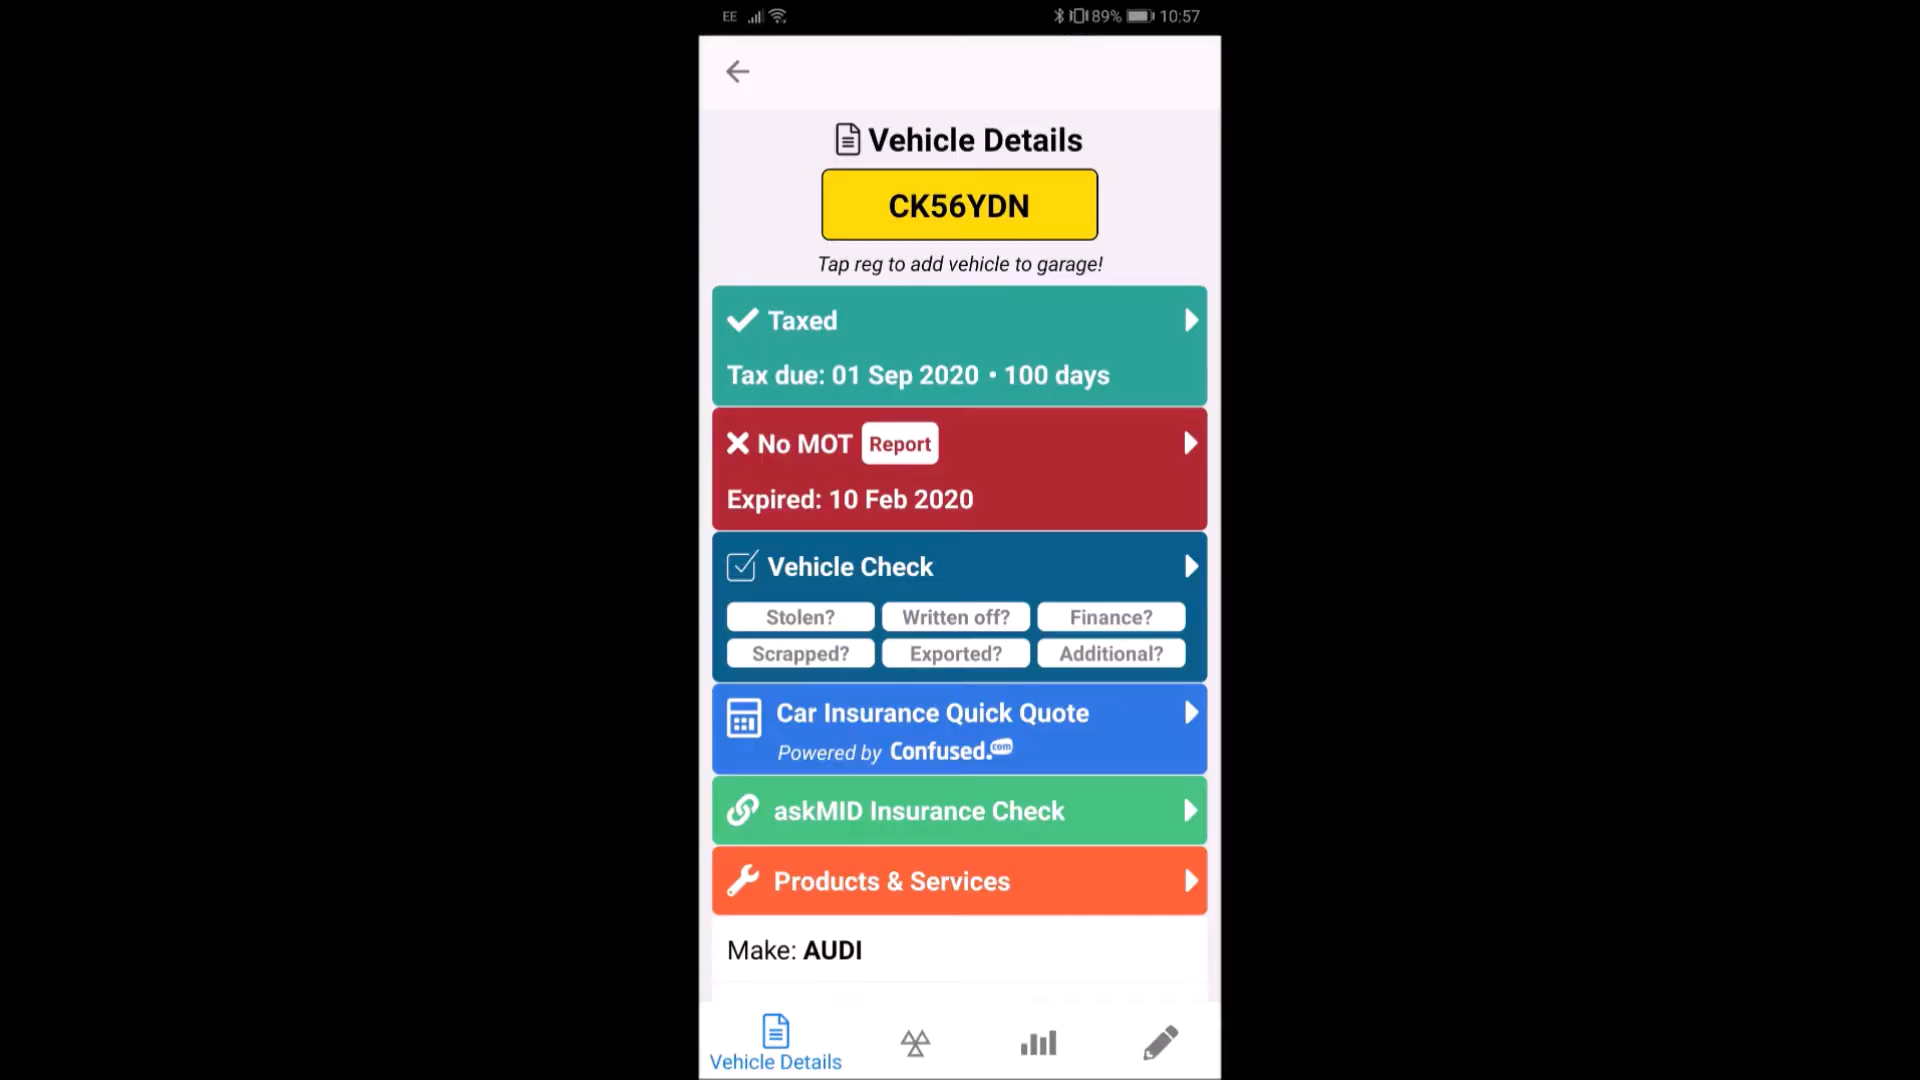 EE 89% 10:57
Vehicle Details
CK56YDN
Tap reg to add vehicle to garage!
Taxed
Tax due: 01 Sep 2020 • 100 days
No MOT Report
Expired: 10 Feb 2020
Vehicle Check
Stolen? Written off? Finance?
Scrapped? Exported? Additional?
Car Insurance Quick Quote
Powered by Confused.com
askMID Insurance Check
Products & Services
Make: AUDI
Vehicle Details